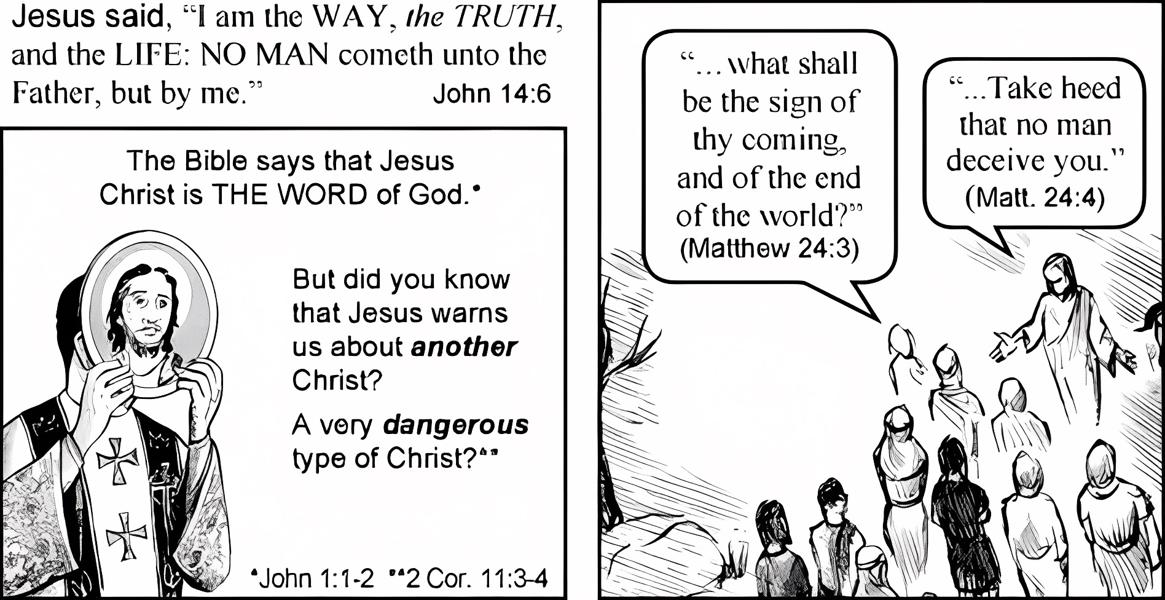 Jesus said, “I am the WAY, the TRUTH,
and the LIFE: NO MAN cometh unto the
Father, but by me.” John 14:6
The Bible says that Jesus
Christ is THE WORD of God.*
But did you know
that Jesus warns
us about another
Christ?
A very dangerous
type of Christ?**
*John 1:1-2 **2 Cor. 11:3-4
“...what shall
be the sign of
thy coming,
and of the end
of the world?”
(Matthew 24:3)
“...Take heed
that no man
deceive you.”
(Matt. 24:4)